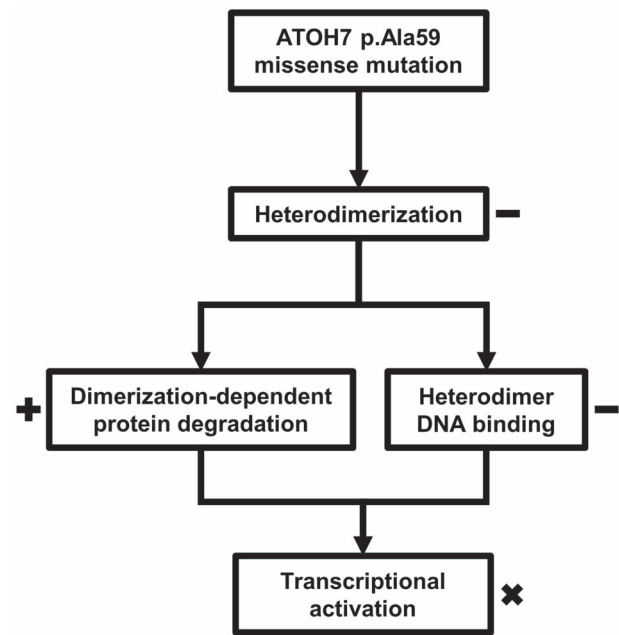 ATOH7 p.Ala59
missense mutation
Heterodimerization
−
+
Dimerization-dependent
protein degradation
Heterodimer
DNA binding
−
Transcriptional
activation
×